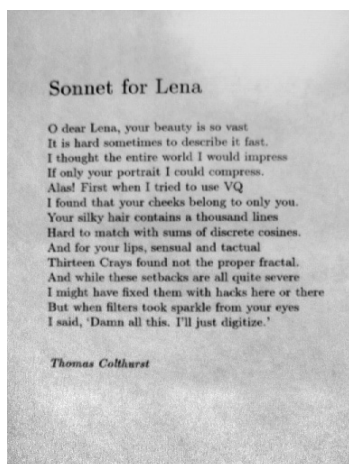 Sonnet for Lena
O dear Lena, your beauty is so vast
It is hard sometimes to describe it fast.
I thought the entire world I would impress
If only your portrait I could compress.
Alas! First when I tried to use VQ
I found that your cheeks belong to only you.
Your silky hair contains a thousand lines
Hard to match with sums of discrete cosines.
And for your lips, sensual and tactual
Thirteen Crays found not the proper fractal.
And while these setbacks are all quite severe
I might have fixed them with hacks here or there
But when filters took sparkle from your eyes
I said, 'Damn all this. I'll just digitize.'
Thomas Colthurst